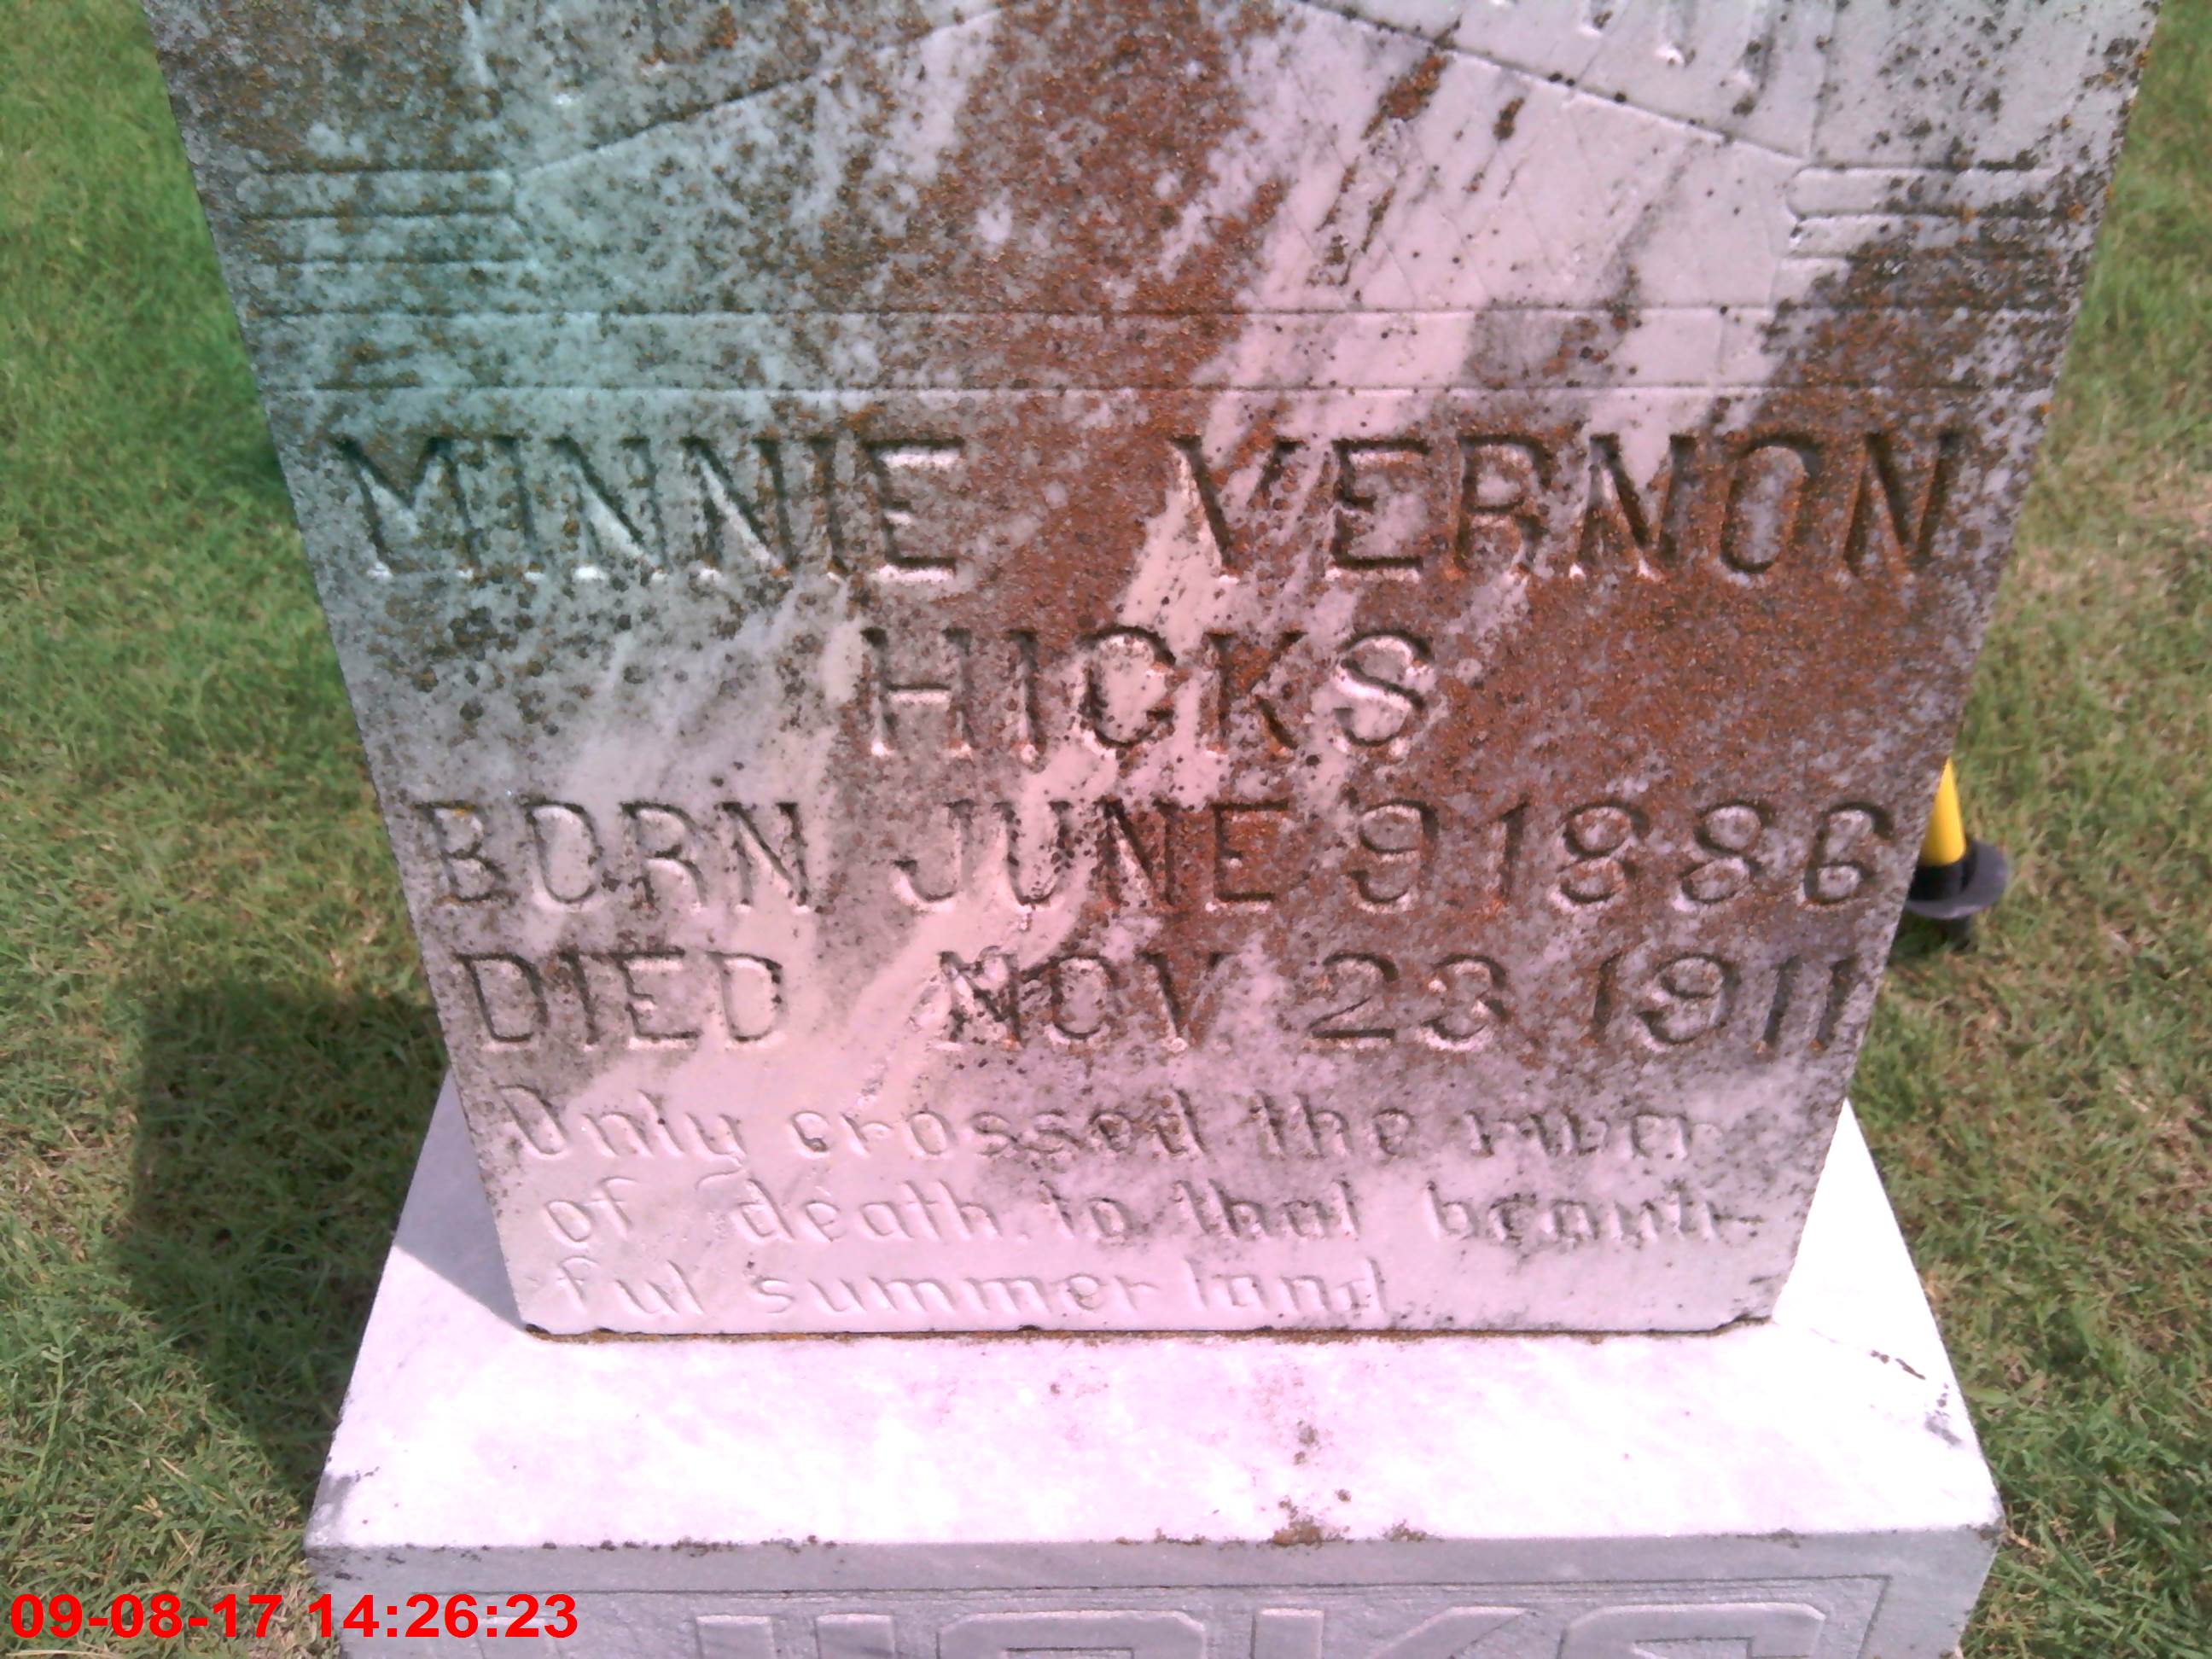 MINNIE VERNON
HICKS
BORN JUNE 9 1886
DIED NOV. 23. 1911
Only crossed the river
of death, to that beauti-
ful summer land
HICKS
09-08-17 14:26:23